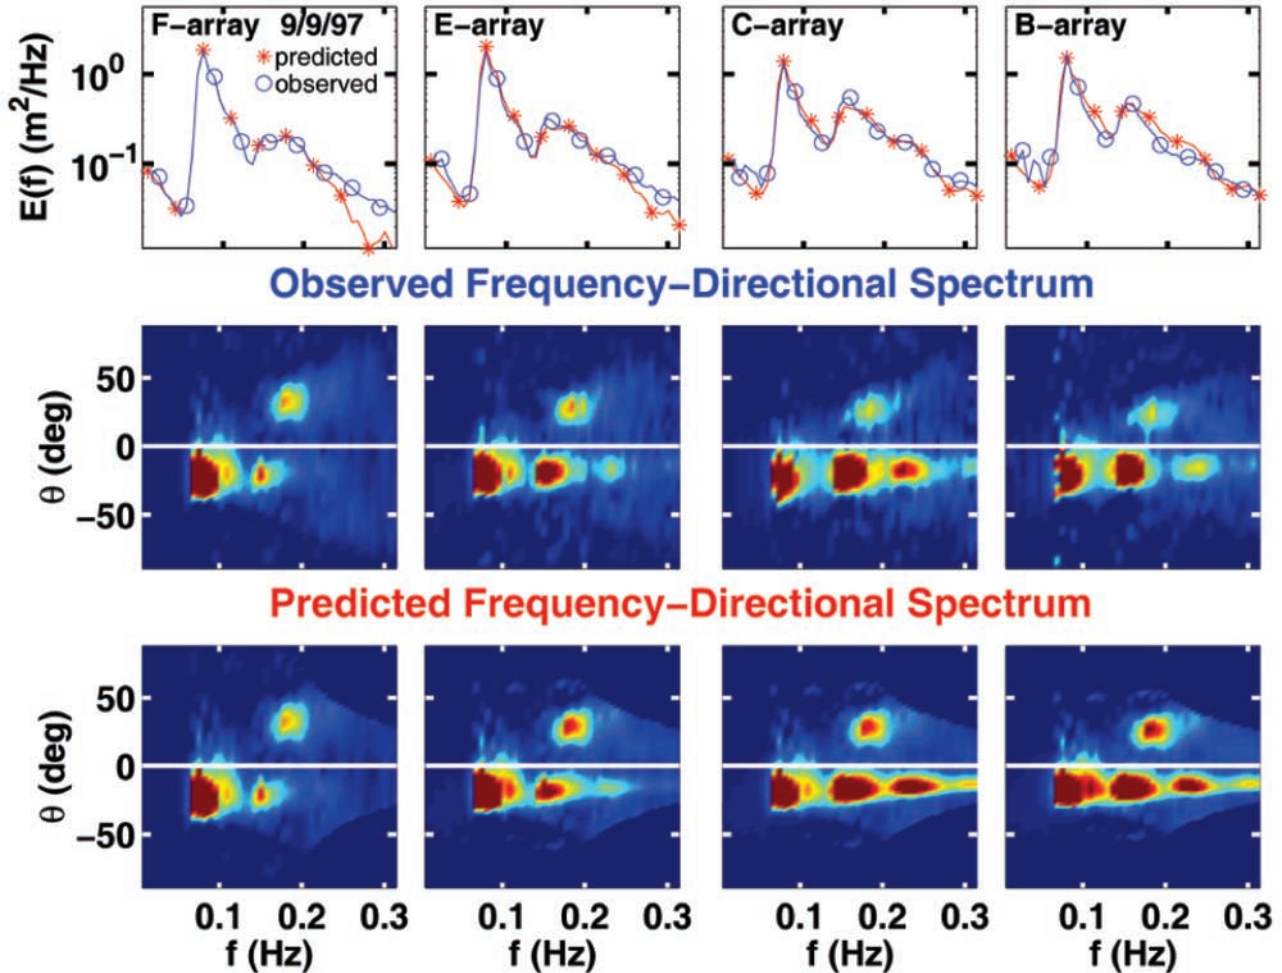 F−array 9/9/97
predicted
observed
E−array
C−array
B−array
E(f) (m²/Hz)
10⁰
10⁻¹
Observed Frequency−Directional Spectrum
θ (deg)
50
0
−50
Predicted Frequency−Directional Spectrum
θ (deg)
50
0
−50
0.1 0.2 0.3 0.1 0.2 0.3 0.1 0.2 0.3 0.1 0.2 0.3
f (Hz) f (Hz) f (Hz) f (Hz)